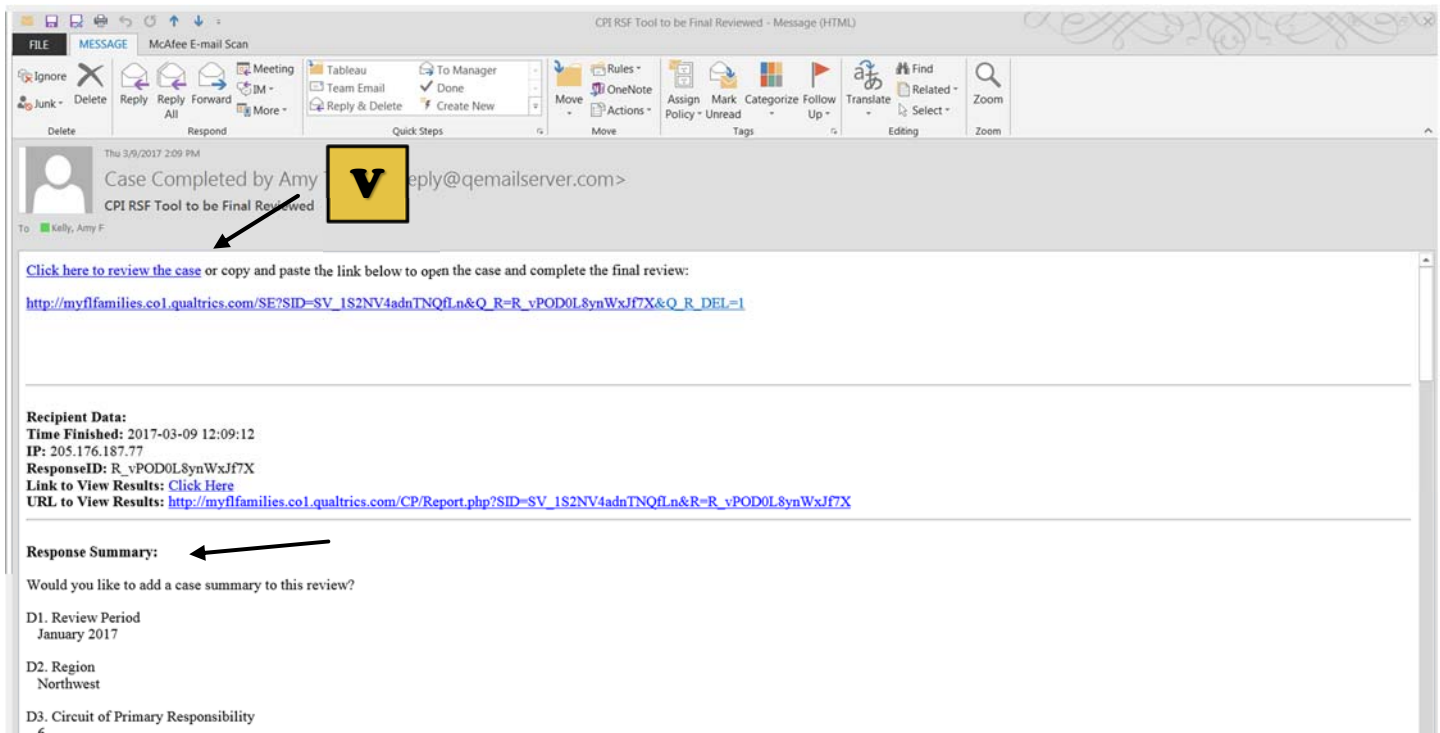 CPI RSF Tool to be Final Reviewed - Message (HTML)
FILE MESSAGE McAfee E-mail Scan
Ignore
Junk
Delete
Delete
Reply
Reply All
Forward
Meeting
IM
More
Respond
Tableau
Team Email
Reply & Delete
To Manager
Done
Create New
Quick Steps
Move
Rules
OneNote
Actions
Move
Assign Policy
Mark Unread
Categorize
Follow Up
Tags
Translate
Find
Related
Select
Editing
Zoom
Zoom
Thu 3/9/2017 2:09 PM
Case Completed by Amy eply@qemailserver.com>
V
CPI RSF Tool to be Final Reviewed
To Kelly, Amy F
Click here to review the case or copy and paste the link below to open the case and complete the final review:
http://myflfamilies.co1.qualtrics.com/SE?SID=SV_1S2NV4adnTNQfLn&Q_R=R_vPOD0L8ynWxJf7X&Q_R_DEL=1
Recipient Data:
Time Finished: 2017-03-09 12:09:12
IP: 205.176.187.77
ResponseID: R_vPOD0L8ynWxJf7X
Link to View Results: Click Here
URL to View Results: http://myflfamilies.co1.qualtrics.com/CP/Report.php?SID=SV_1S2NV4adnTNQfLn&R=R_vPOD0L8ynWxJf7X
Response Summary:
Would you like to add a case summary to this review?
D1. Review Period
January 2017
D2. Region
Northwest
D3. Circuit of Primary Responsibility